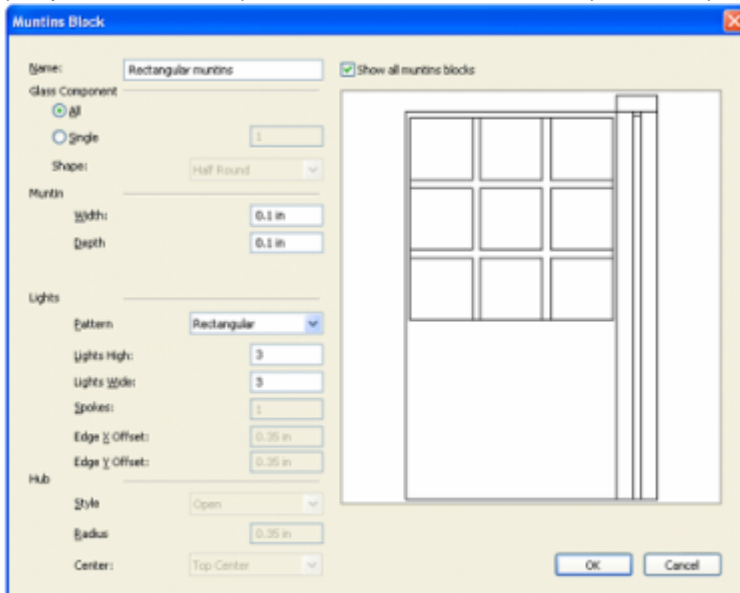 Muntins Block
Name: Rectangular muntins
Show all muntins blocks
Glass Component
All
Single 1
Shape: Half Round
Muntin
Width: 0.1 in
Depth 0.1 in
Lights
Pattern Rectangular
Lights High: 3
Lights Wide: 3
Spokes: 1
Edge X Offset: 0.35 in
Edge Y Offset: 0.35 in
Hub
Style Open
Radius 0.35 in
Center: Top Center
OK Cancel